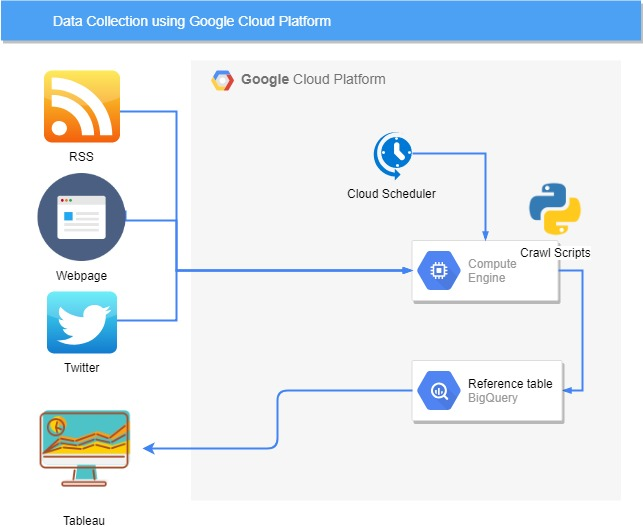 Data Collection using Google Cloud Platform
Google Cloud Platform
RSS
Cloud Scheduler
Webpage
Crawl Scripts
Compute
Engine
Twitter
Reference table
BigQuery
Tableau